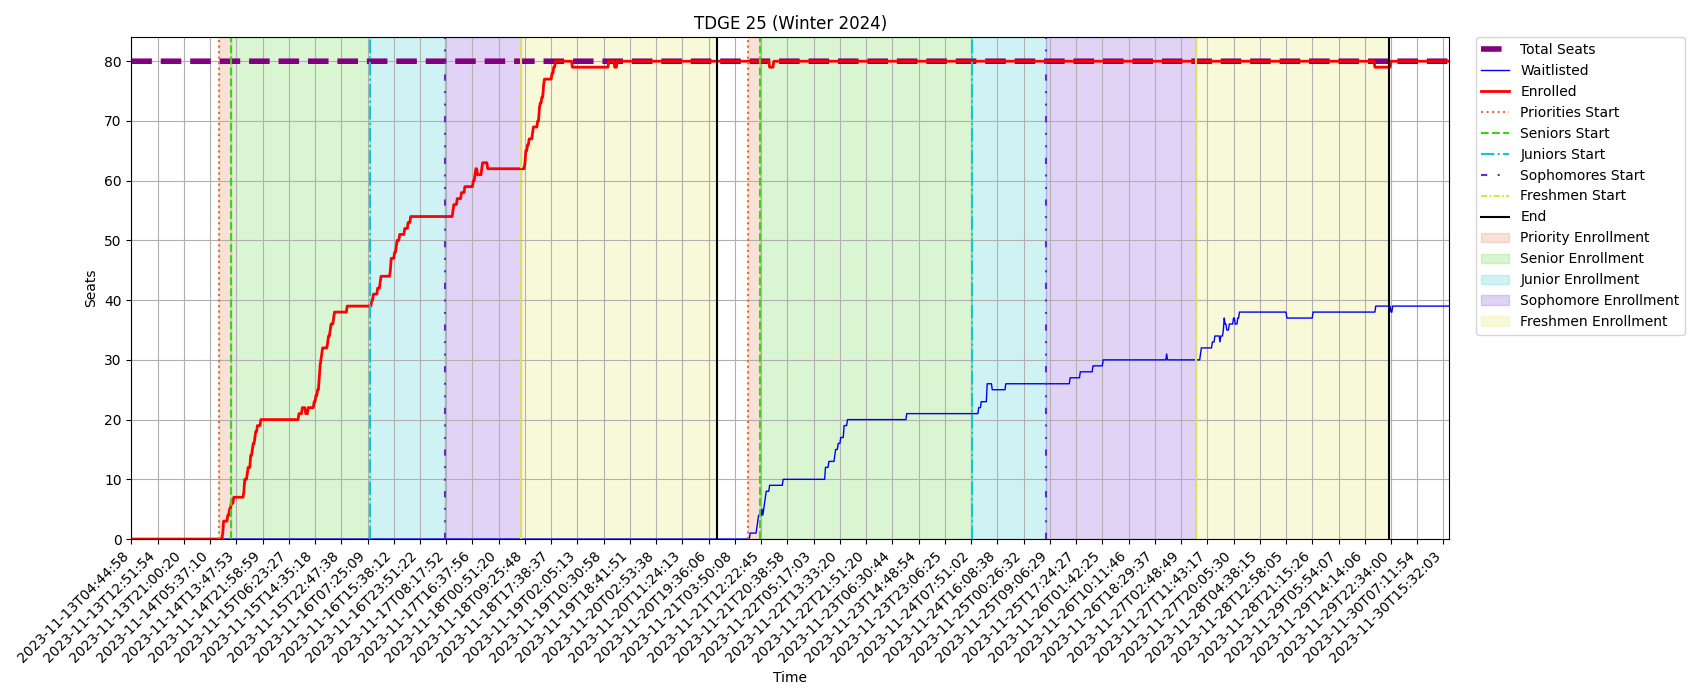 TDGE 25 (Winter 2024)
Seats
80
70
60
50
40
30
20
10
0
2023-11-13T04:44:58
2023-11-13T12:51:54
2023-11-13T21:00:20
2023-11-14T05:37:10
2023-11-14T13:47:53
2023-11-14T21:58:59
2023-11-15T06:23:27
2023-11-15T14:35:18
2023-11-15T22:47:38
2023-11-16T07:25:09
2023-11-16T15:38:12
2023-11-16T23:51:22
2023-11-17T08:17:52
2023-11-17T16:37:56
2023-11-18T00:51:20
2023-11-18T09:25:48
2023-11-18T17:38:37
2023-11-19T02:05:13
2023-11-19T10:30:58
2023-11-19T18:41:51
2023-11-20T02:53:38
2023-11-20T11:24:13
2023-11-20T19:36:06
2023-11-21T03:50:08
2023-11-21T12:22:45
2023-11-21T20:38:58
2023-11-22T05:17:03
2023-11-22T13:33:20
2023-11-22T21:51:20
2023-11-23T06:30:44
2023-11-23T14:48:54
2023-11-23T23:06:25
2023-11-24T07:51:02
2023-11-24T16:08:38
2023-11-25T00:26:32
2023-11-25T09:06:29
2023-11-25T17:24:27
2023-11-26T01:42:25
2023-11-26T10:11:46
2023-11-26T18:29:37
2023-11-27T02:48:49
2023-11-27T11:43:17
2023-11-27T20:05:30
2023-11-28T04:38:15
2023-11-28T12:58:05
2023-11-28T21:15:26
2023-11-29T05:54:07
2023-11-29T14:14:06
2023-11-29T22:34:00
2023-11-30T07:11:54
2023-11-30T15:32:03
Time
Total Seats
Waitlisted
Enrolled
Priorities Start
Seniors Start
Juniors Start
Sophomores Start
Freshmen Start
End
Priority Enrollment
Senior Enrollment
Junior Enrollment
Sophomore Enrollment
Freshmen Enrollment